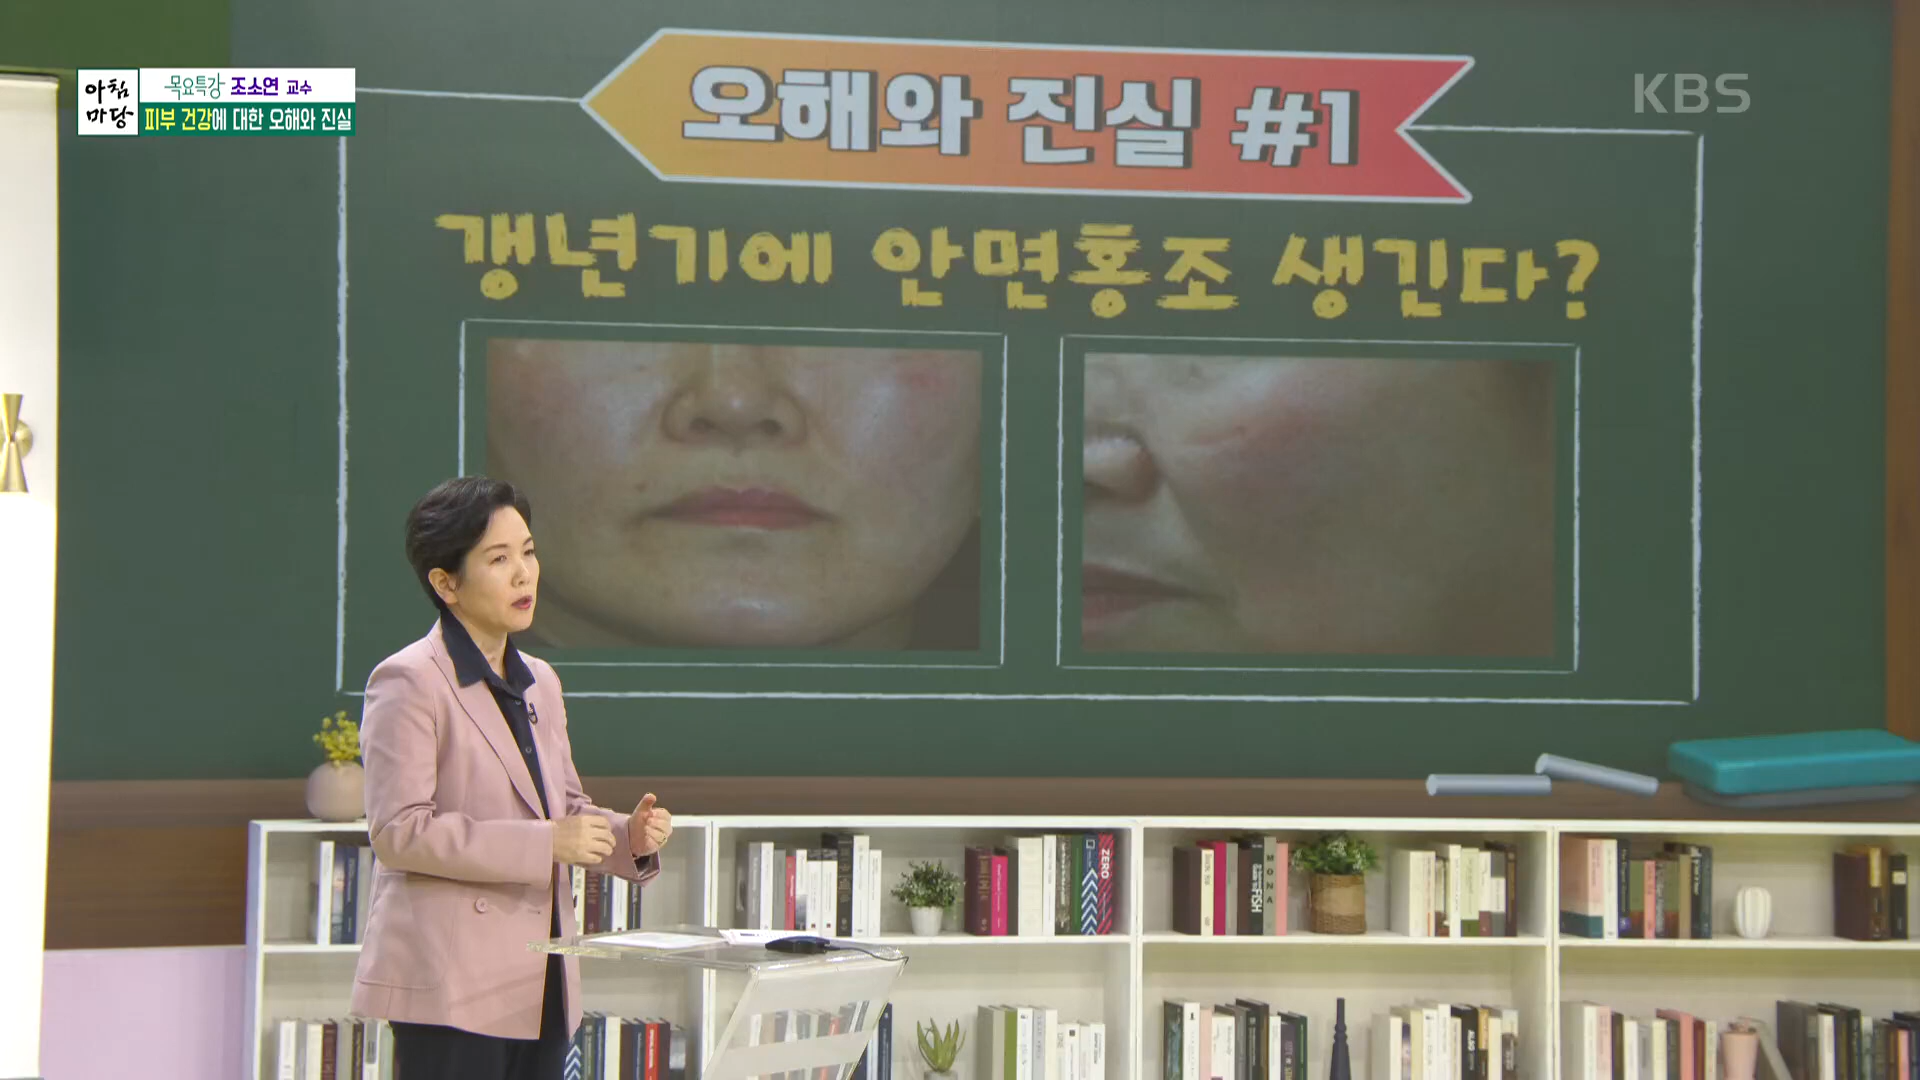 아침
마당
목요특강 조소연 교수
피부 건강에 대한 오해와 진실
KBS
오해와 진실 #1
갱년기에 안면홍조 생긴다?
ZERO
MONA
FISH